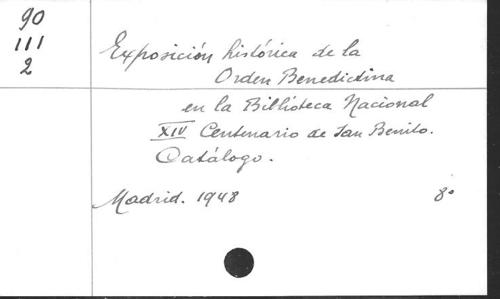 90
111
2
Exposición histórica de la
Orden Benedictina
en la Biblioteca Nacional
XIV Centenario de San Benito.
Catálogo.
Madrid. 1948 8º